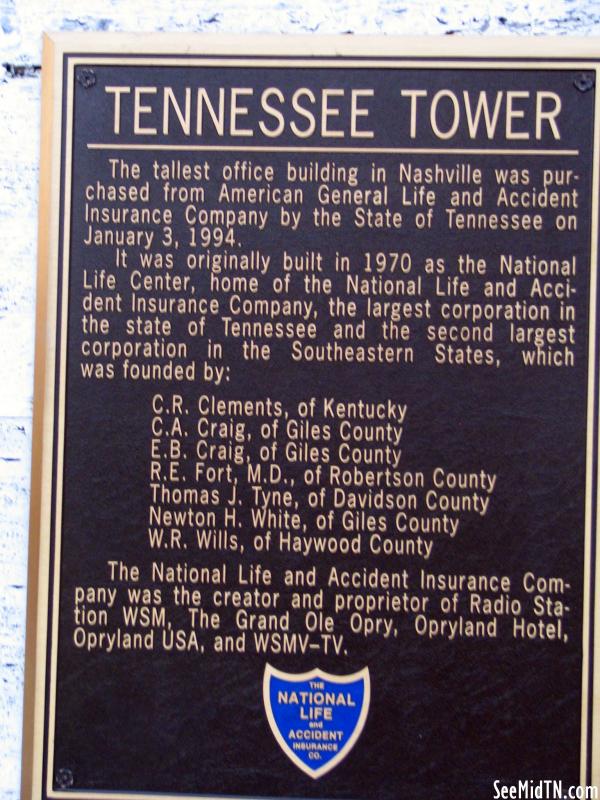 TENNESSEE TOWER
The tallest office building in Nashville was pur-
chased from American General Life and Accident
Insurance Company by the State of Tennessee on
January 3, 1994.
It was originally built in 1970 as the National
Life Center, home of the National Life and Acci-
dent Insurance Company, the largest corporation in
the state of Tennessee and the second largest
corporation in the Southeastern States, which
was founded by:
C.R. Clements, of Kentucky
C.A. Craig, of Giles County
E.B. Craig, of Giles County
R.E. Fort, M.D., of Robertson County
Thomas J. Tyne, of Davidson County
Newton H. White, of Giles County
W.R. Wills, of Haywood County
The National Life and Accident Insurance Com-
pany was the creator and proprietor of Radio Sta-
tion WSM, The Grand Ole Opry, Opryland Hotel,
Opryland USA, and WSMV-TV.
THE
NATIONAL
LIFE
and
ACCIDENT
INSURANCE
CO.
SeeMidTN.com